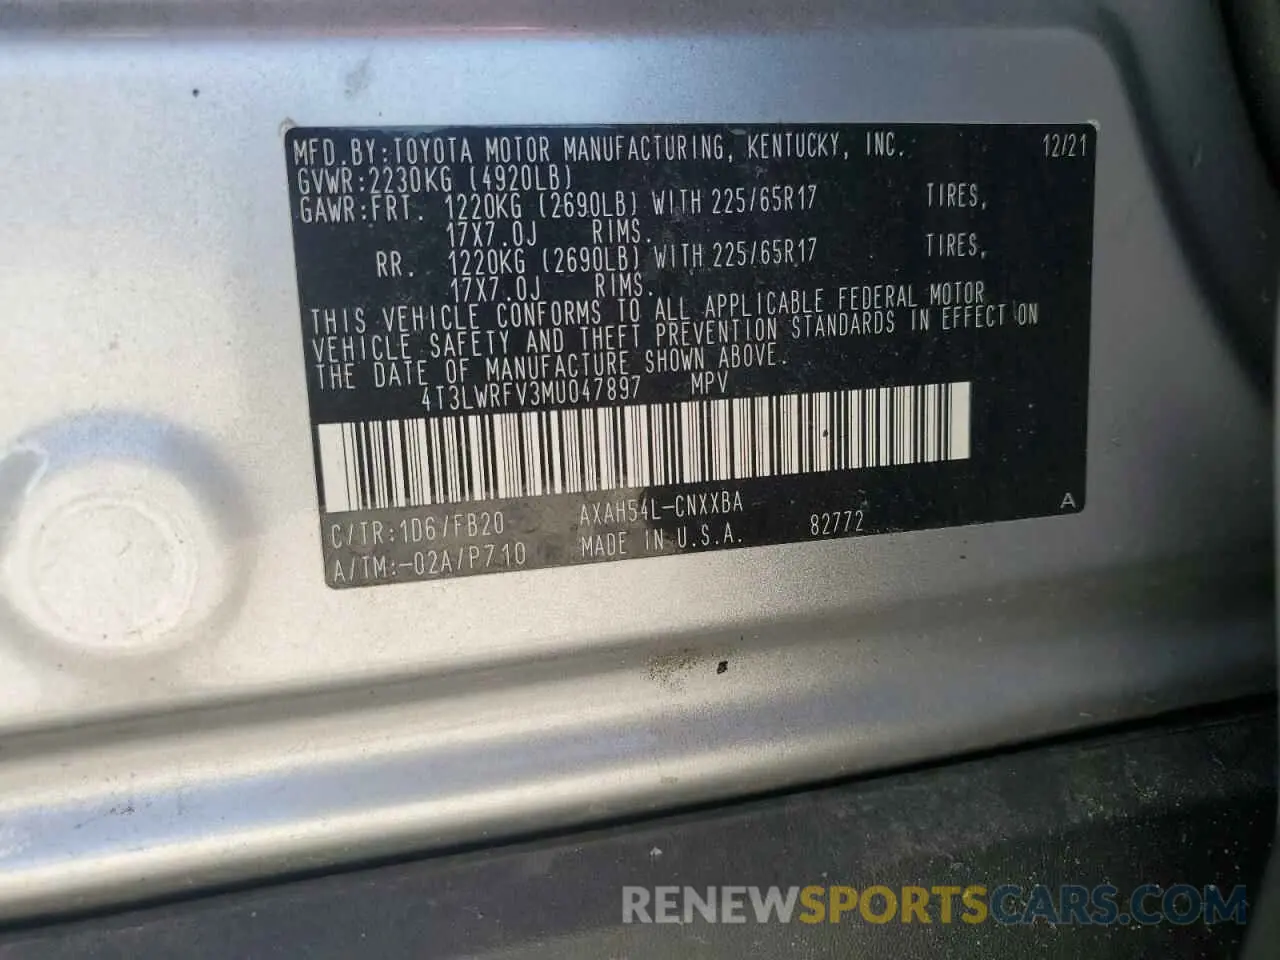 MFD.BY:TOYOTA MOTOR MANUFACTURING, KENTUCKY, INC. 12/21
GVWR:2230KG (4920LB)
GAWR:FRT. 1220KG (2690LB) WITH 225/65R17 TIRES,
17X7.0J RIMS.
RR. 1220KG (2690LB) WITH 225/65R17 TIRES,
17X7.0J RIMS.
THIS VEHICLE CONFORMS TO ALL APPLICABLE FEDERAL MOTOR
VEHICLE SAFETY AND THEFT PREVENTION STANDARDS IN EFFECT ON
THE DATE OF MANUFACTURE SHOWN ABOVE.
4T3LWRFV3MU047897 MPV
C/TR:1D6/FB20 AXAH54L-CNXXBA A
A/TM:-02A/P710 MADE IN U.S.A. 82772
RENEWSPORTSCARS.COM